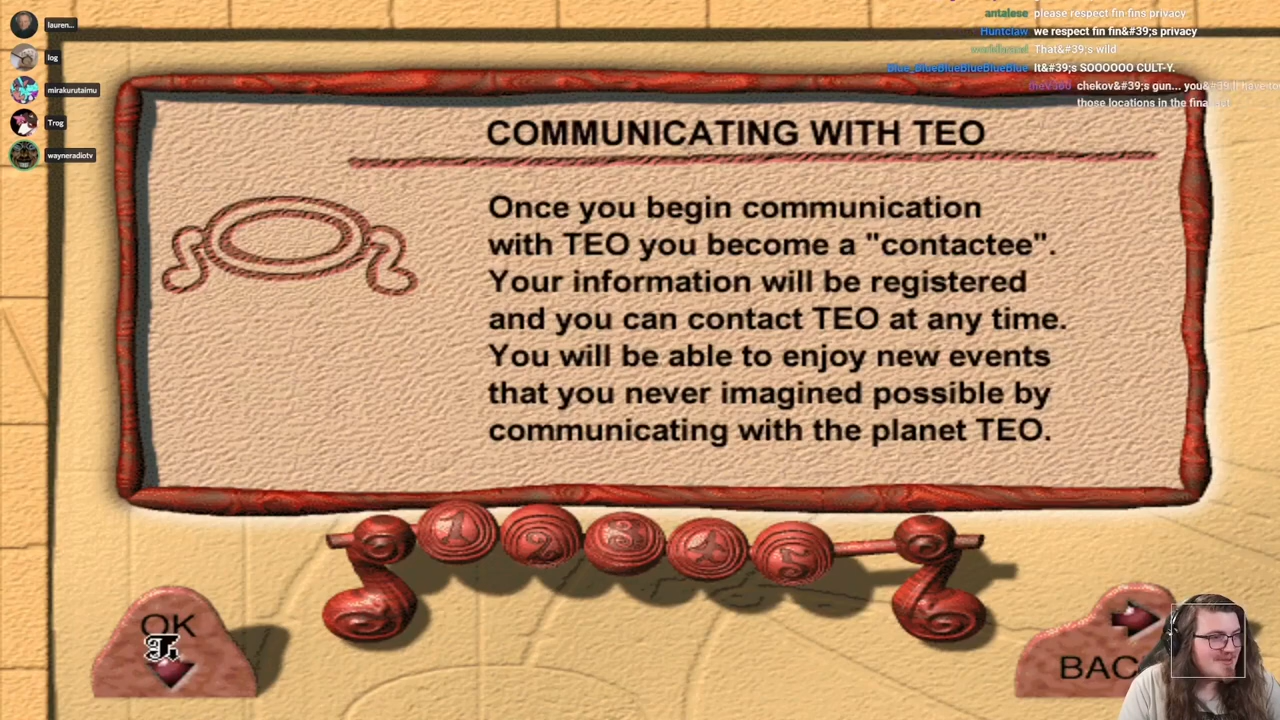 lauren...
log
mirakurutaimu
Trog
wayneradiotv
antalese please respect fin fins privacy
Huntclaw we respect fin fin&#39;s privacy
That&#39;s wild
Blue_BlueBlueBlueBlueBlue It&#39;s SOOOOOO CULT-Y.
chekov&#39;s gun... you&#39;ll have to
those locations in the final
COMMUNICATING WITH TEO
Once you begin communication
with TEO you become a "contactee".
Your information will be registered
and you can contact TEO at any time.
You will be able to enjoy new events
that you never imagined possible by
communicating with the planet TEO.
1 2 3 4 5
OK
BAC